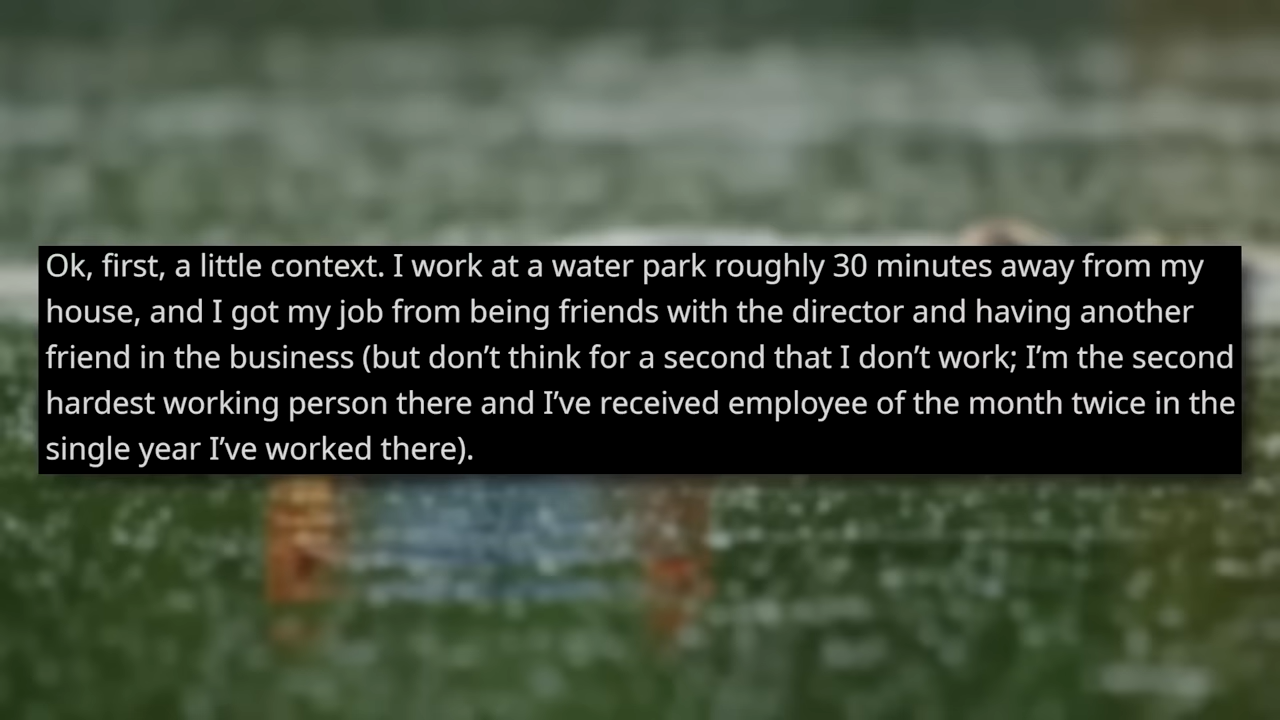 Ok, first, a little context. I work at a water park roughly 30 minutes away from my
house, and I got my job from being friends with the director and having another
friend in the business (but don’t think for a second that I don’t work; I’m the second
hardest working person there and I’ve received employee of the month twice in the
single year I’ve worked there).